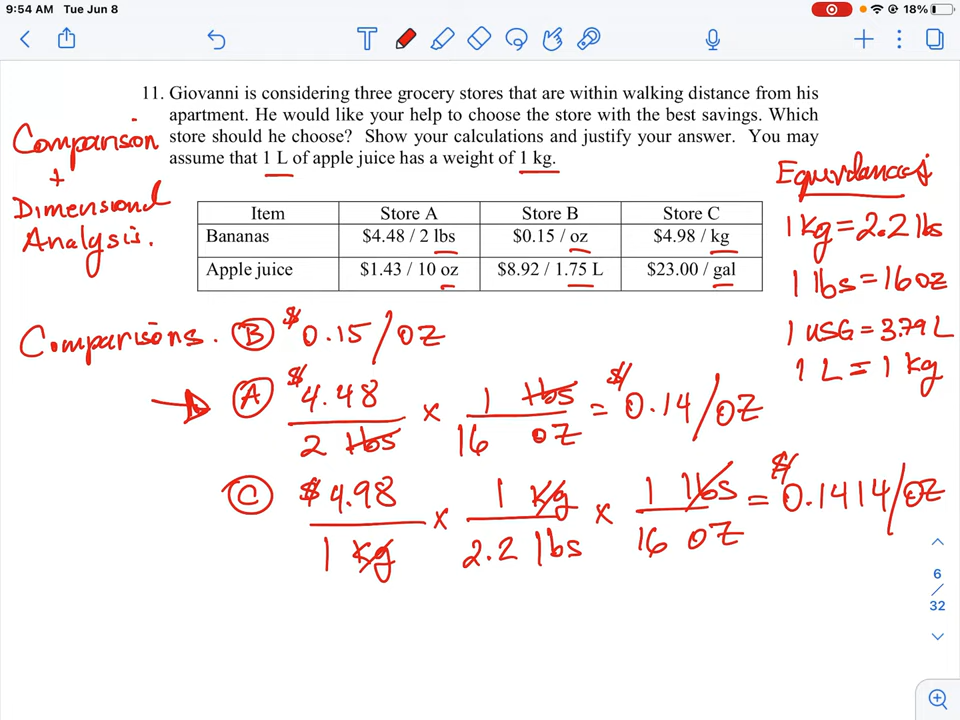 9:54 AM Tue Jun 8
18%
11. Giovanni is considering three grocery stores that are within walking distance from his
apartment. He would like your help to choose the store with the best savings. Which
store should he choose? Show your calculations and justify your answer. You may
assume that 1 L of apple juice has a weight of 1 kg.
Comparison
+
Dimensional
Analysis.
Item Store A Store B Store C
Bananas $4.48 / 2 lbs $0.15 / oz $4.98 / kg
Apple juice $1.43 / 10 oz $8.92 / 1.75 L $23.00 / gal
Equivalances
1 kg = 2.2 lbs
1 lbs = 16 oz
1 USG = 3.79 L
1 L = 1 kg
Comparisons. B $0.15/oz
A $4.48 / 2 lbs x 1 lbs / 16 oz = $0.14/oz
C $4.98 / 1 kg x 1 kg / 2.2 lbs x 1 lbs / 16 oz = $0.1414/oz
6
/
32